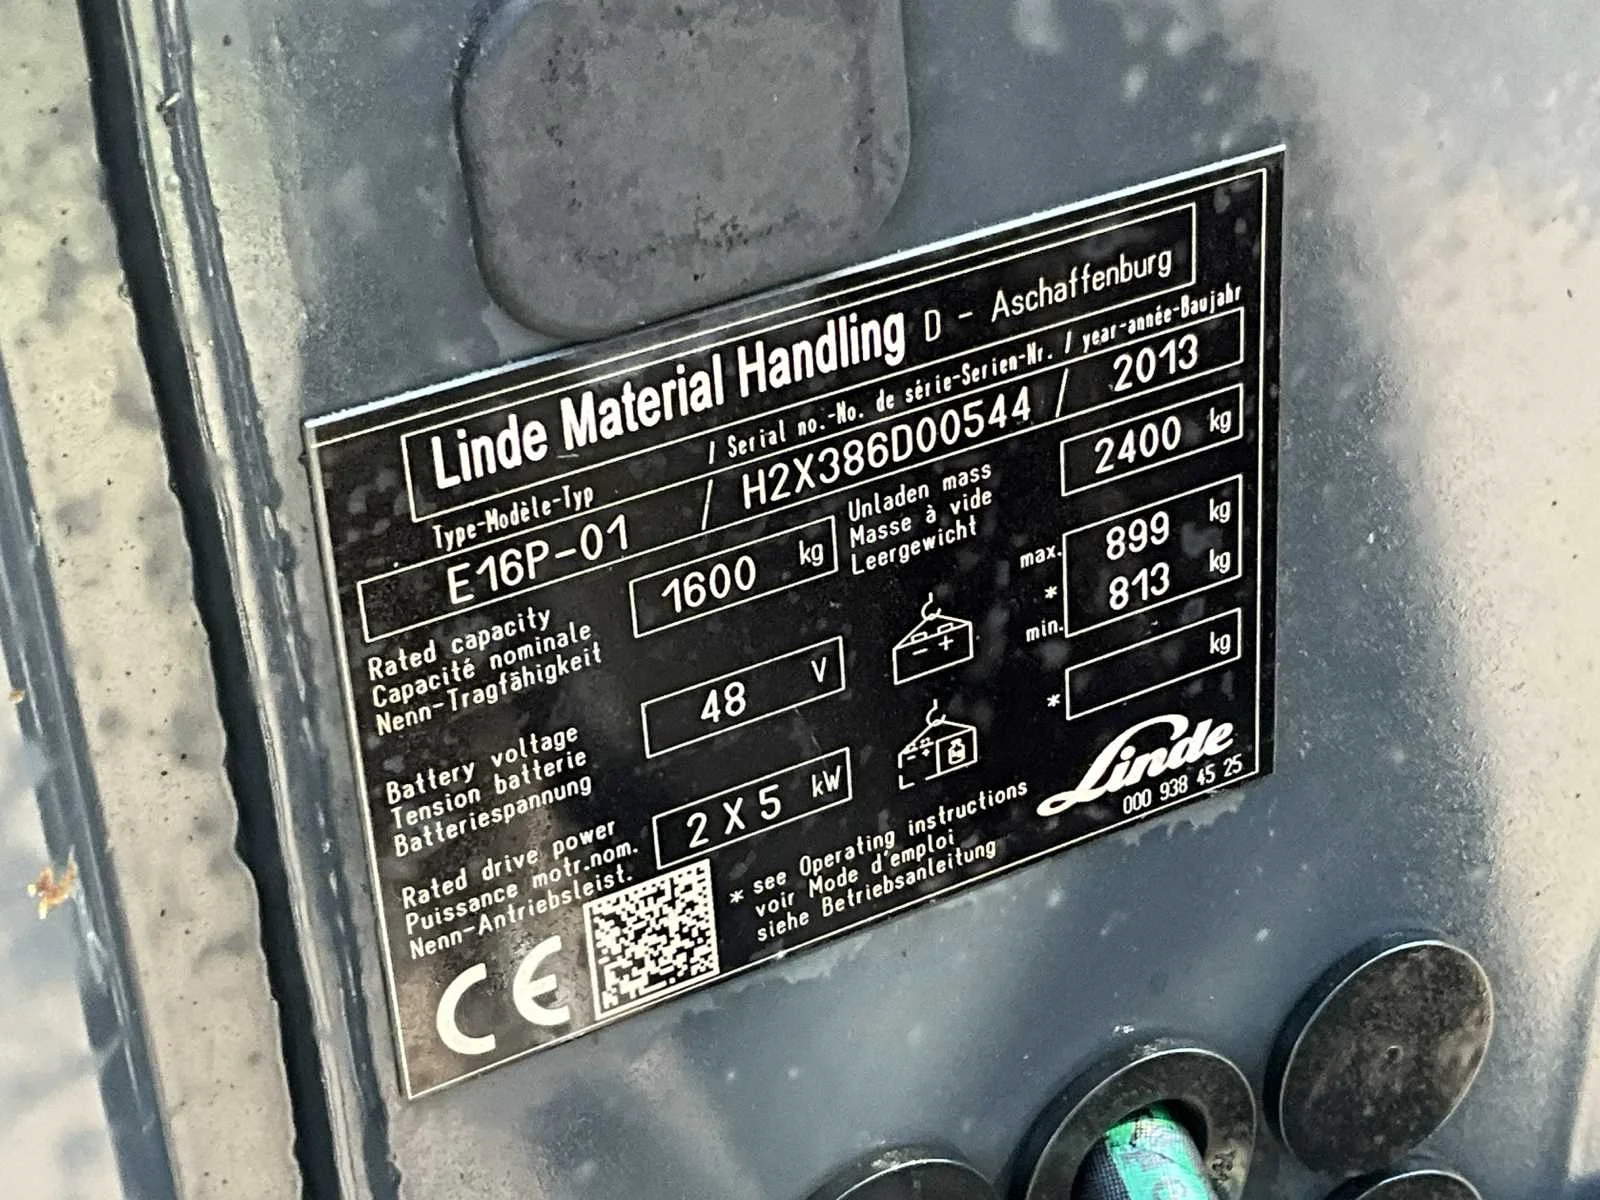 Linde Material Handling D - Aschaffenburg
Type-Modèle-Typ / Serial no.-No. de série-Serien-Nr. / year-année-Baujahr
E16P-01 / H2X386D00544 / 2013
Rated capacity
Capacité nominale
Nenn-Tragfähigkeit
1600 kg
Unladen mass
Masse à vide
Leergewicht
2400 kg
Battery voltage
Tension batterie
Batteriespannung
48 V
- +
max. 899 kg
*
min. 813 kg
Rated drive power
Puissance motr.nom.
Nenn-Antriebsleist.
2 X 5 kW
- +
* kg
CE
* see Operating instructions
voir Mode d'emploi
siehe Betriebsanleitung
Linde
000 938 45 25